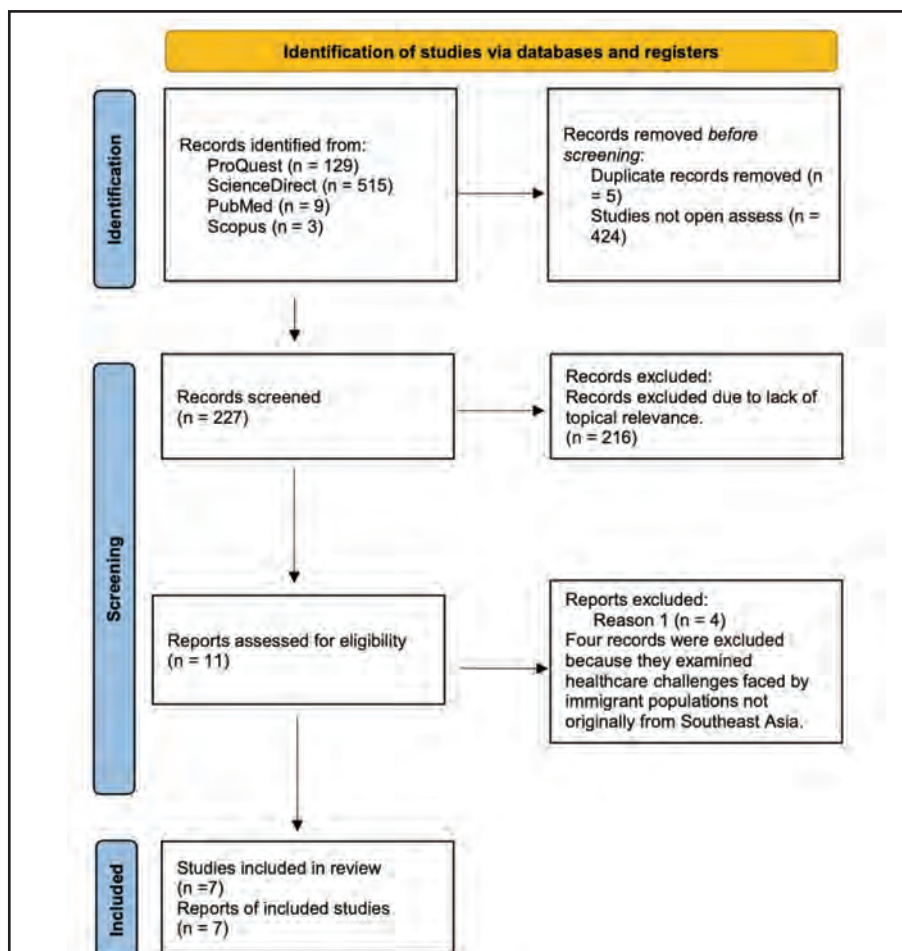 Identification of studies via databases and registers
Identification
Records identified from:
ProQuest (n = 129)
ScienceDirect (n = 515)
PubMed (n = 9)
Scopus (n = 3)
Records removed before
screening:
Duplicate records removed (n
= 5)
Studies not open assess (n =
424)
Screening
Records screened
(n = 227)
Records excluded:
Records excluded due to lack of
topical relevance.
(n = 216)
Reports assessed for eligibility
(n = 11)
Reports excluded:
Reason 1 (n = 4)
Four records were excluded
because they examined
healthcare challenges faced by
immigrant populations not
originally from Southeast Asia.
Included
Studies included in review
(n =7)
Reports of included studies
(n = 7)